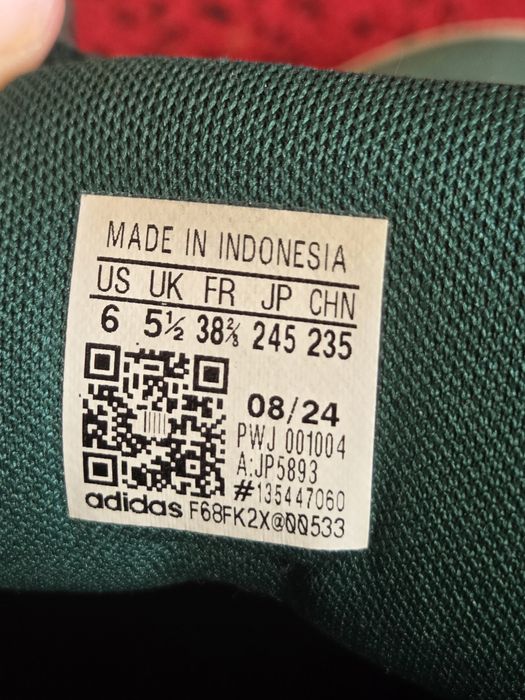 MADE IN INDONESIA
US UK FR JP CHN
6 5½ 38⅔ 245 235
08/24
PWJ 001004
A:JP5893
#135447060
adidas F68FK2X@00533